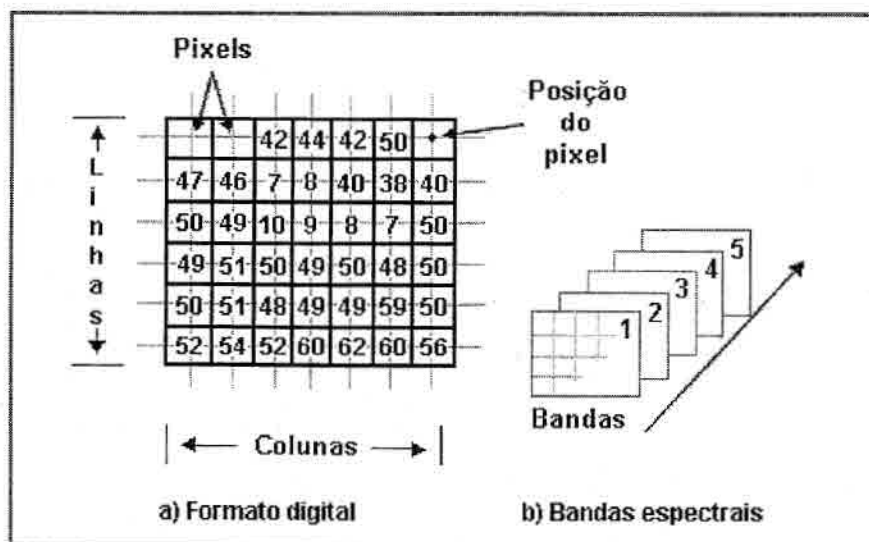 Pixels
Posição
do
pixel
Linhas
42 44 42 50
47 46 7 8 40 38 40
50 49 10 9 8 7 50
49 51 50 49 50 48 50
50 51 48 49 49 59 50
52 54 52 60 62 60 56
Colunas
1 2 3 4 5
Bandas
a) Formato digital
b) Bandas espectrais